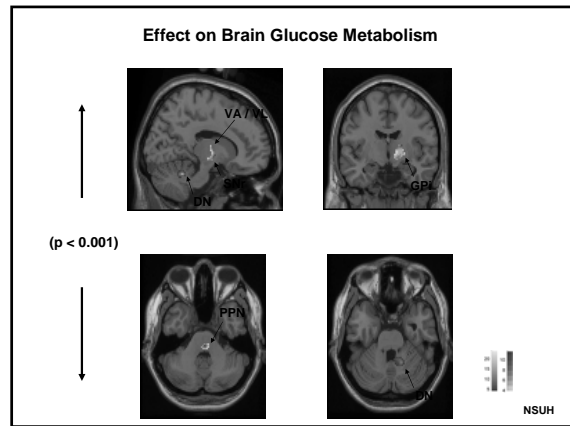 Effect on Brain Glucose Metabolism
VA / VL
SNr
DN
GPi
(p < 0.001)
PPN
DN
NSUH